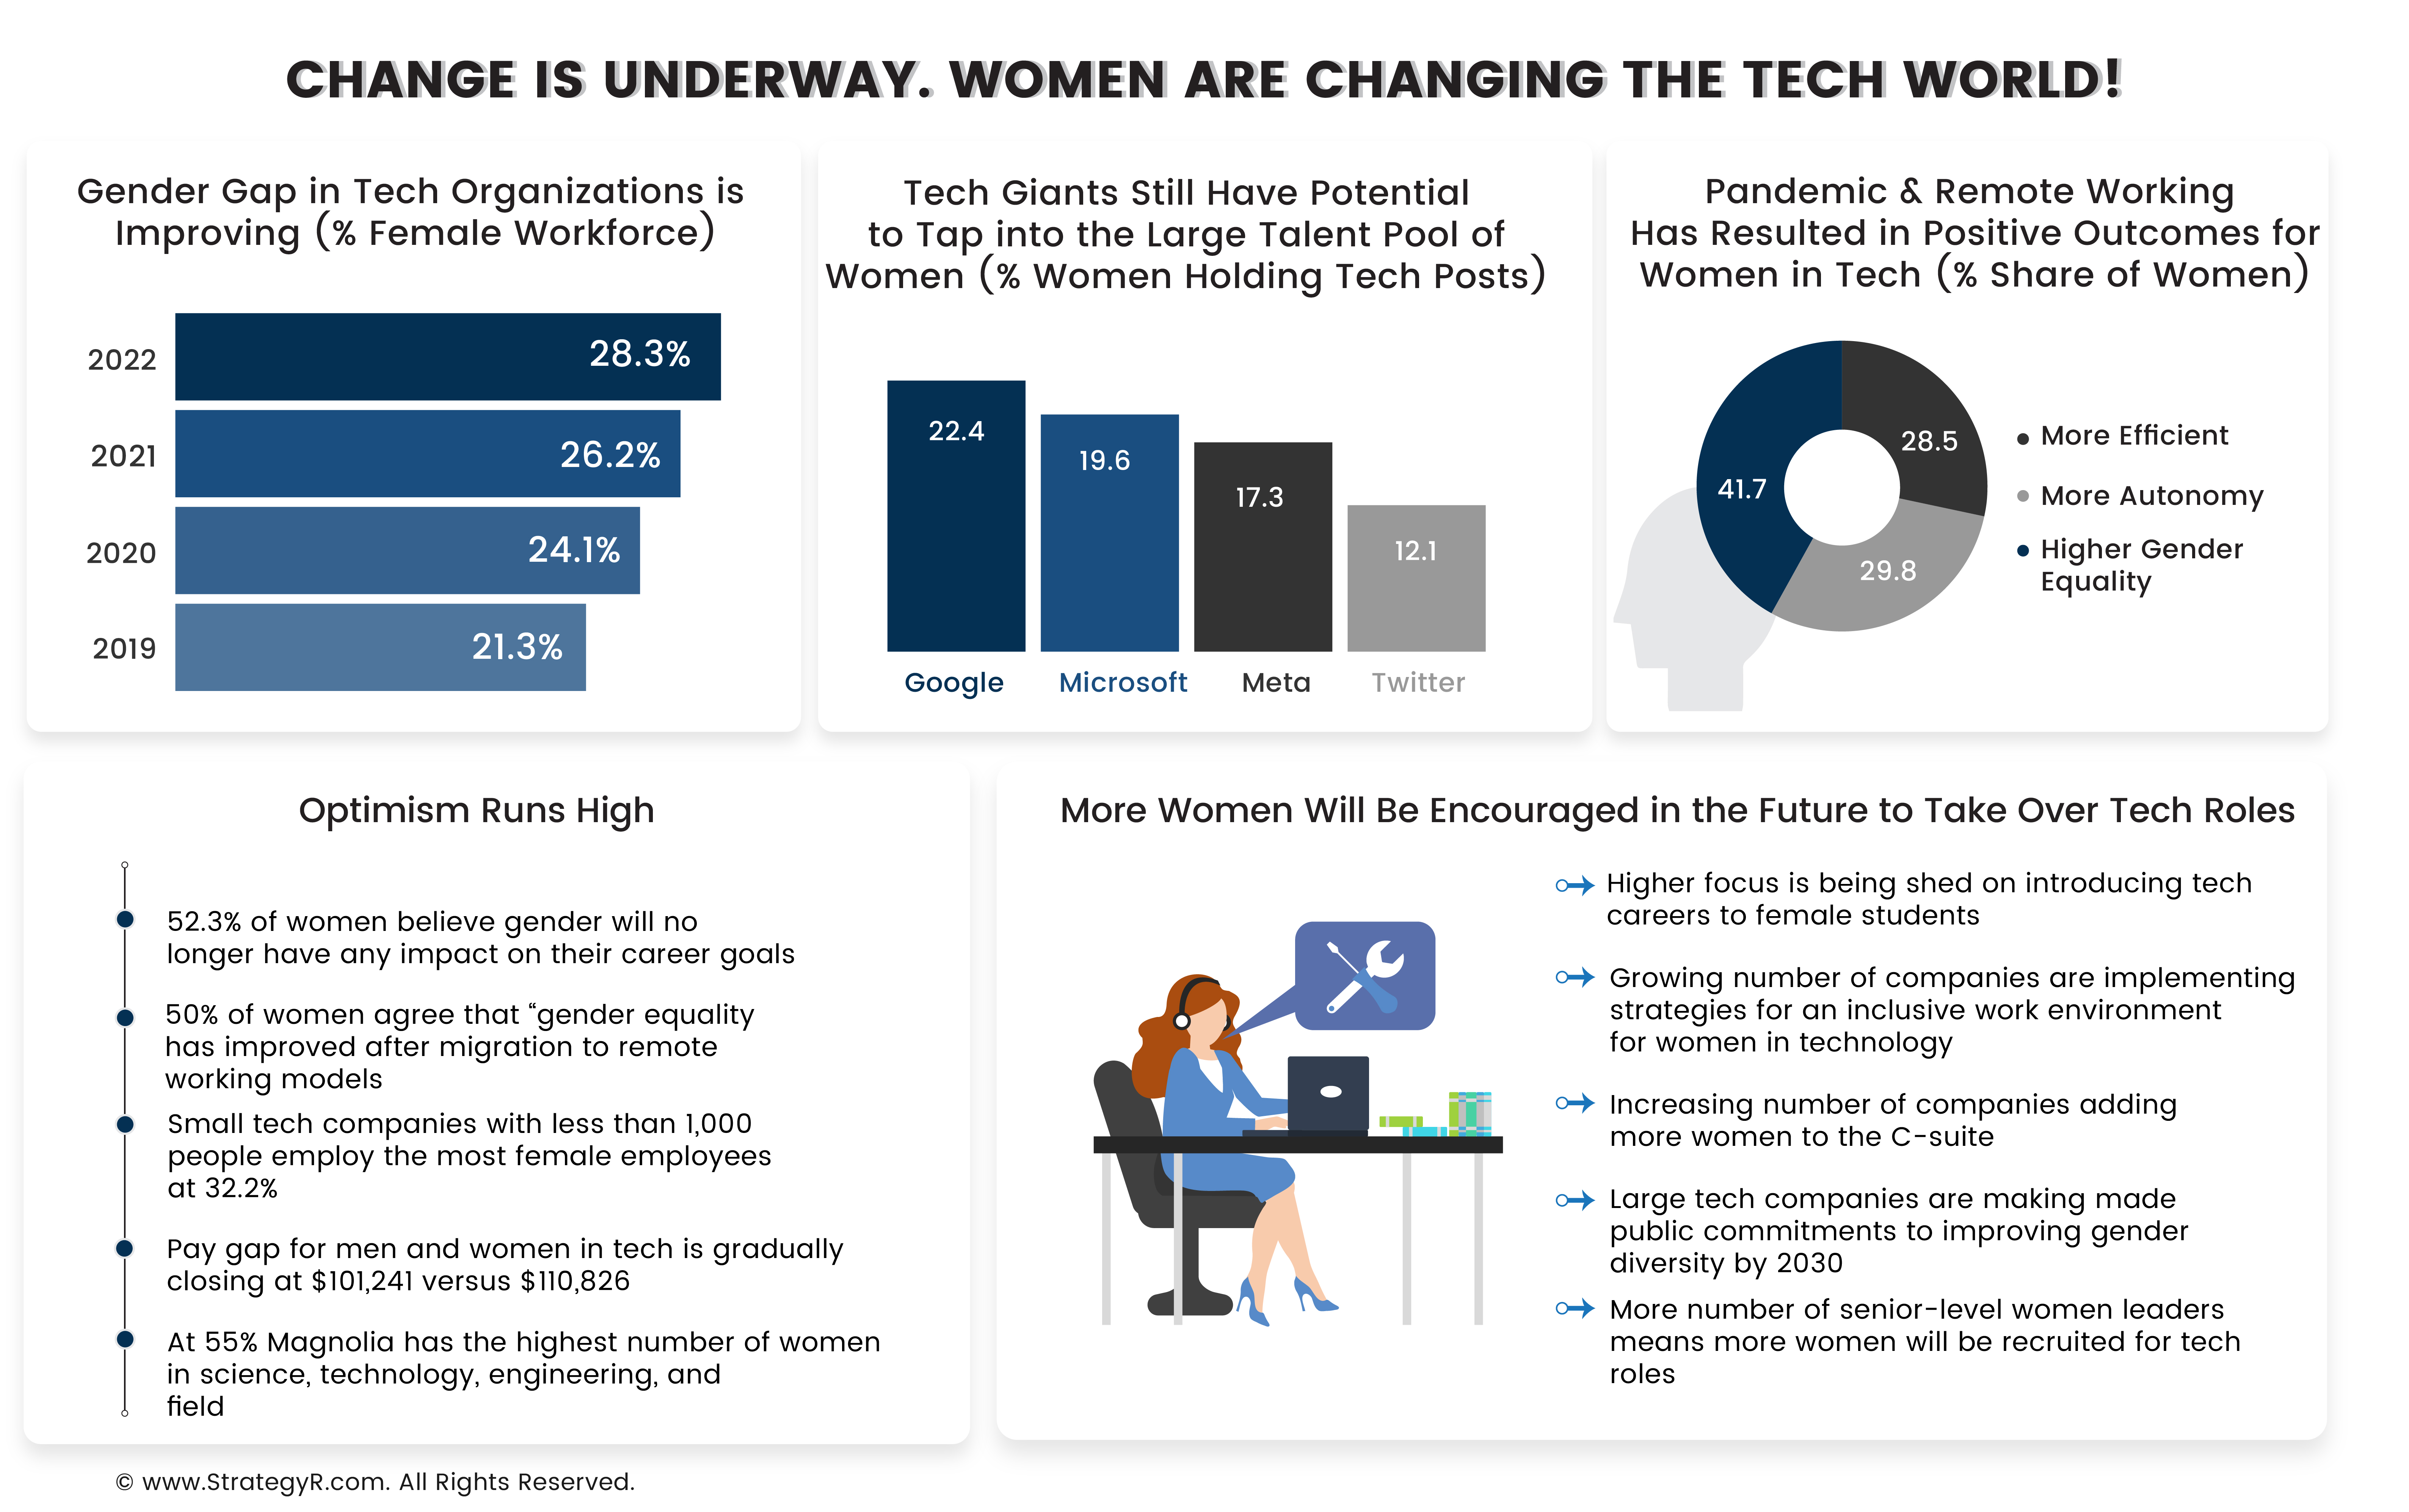 CHANGE IS UNDERWAY. WOMEN ARE CHANGING THE TECH WORLD!
Gender Gap in Tech Organizations is
Improving (% Female Workforce)
2022
28.3%
2021
26.2%
2020
24.1%
2019
21.3%
Tech Giants Still Have Potential
to Tap into the Large Talent Pool of
Women (% Women Holding Tech Posts)
22.4
19.6
17.3
12.1
Google
Microsoft
Meta
Twitter
Pandemic & Remote Working
Has Resulted in Positive Outcomes for
Women in Tech (% Share of Women)
28.5
41.7
29.8
More Efficient
More Autonomy
Higher Gender
Equality
Optimism Runs High
52.3% of women believe gender will no
longer have any impact on their career goals
50% of women agree that “gender equality
has improved after migration to remote
working models
Small tech companies with less than 1,000
people employ the most female employees
at 32.2%
Pay gap for men and women in tech is gradually
closing at $101,241 versus $110,826
At 55% Magnolia has the highest number of women
in science, technology, engineering, and
field
More Women Will Be Encouraged in the Future to Take Over Tech Roles
Higher focus is being shed on introducing tech
careers to female students
Growing number of companies are implementing
strategies for an inclusive work environment
for women in technology
Increasing number of companies adding
more women to the C-suite
Large tech companies are making made
public commitments to improving gender
diversity by 2030
More number of senior-level women leaders
means more women will be recruited for tech
roles
© www.StrategyR.com. All Rights Reserved.